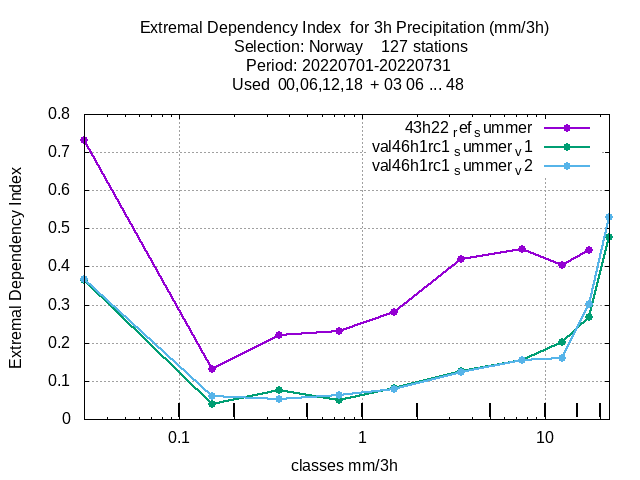 Extremal Dependency Index  for 3h Precipitation (mm/3h)
Selection: Norway    127 stations
Period: 20220701-20220731
Used  00,06,12,18  + 03 06 ... 48
43h22 ref summer
val46h1rc1 summer v1
val46h1rc1 summer v2
Extremal Dependency Index
0.8
0.7
0.6
0.5
0.4
0.3
0.2
0.1
0
0.1 1 10
classes mm/3h